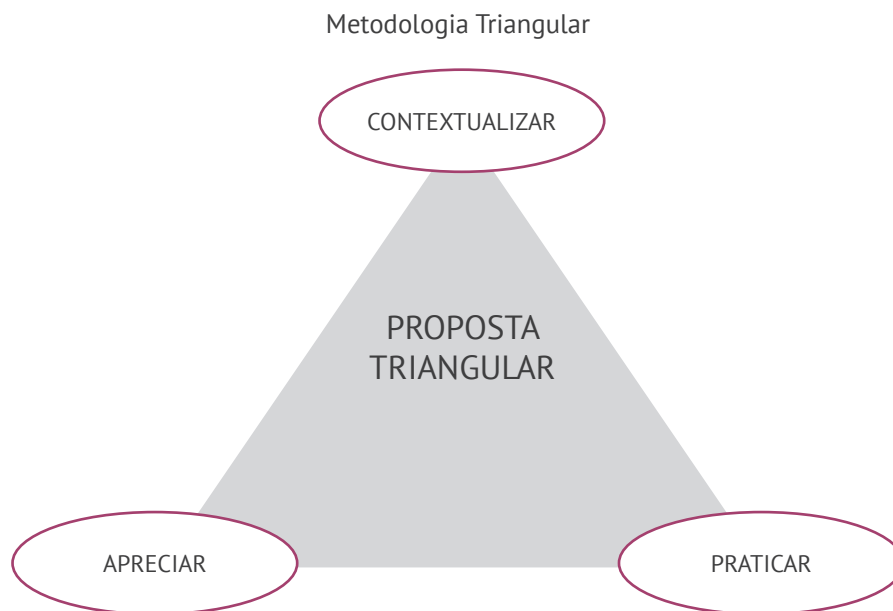 Metodologia Triangular
CONTEXTUALIZAR
PROPOSTA
TRIANGULAR
APRECIAR
PRATICAR